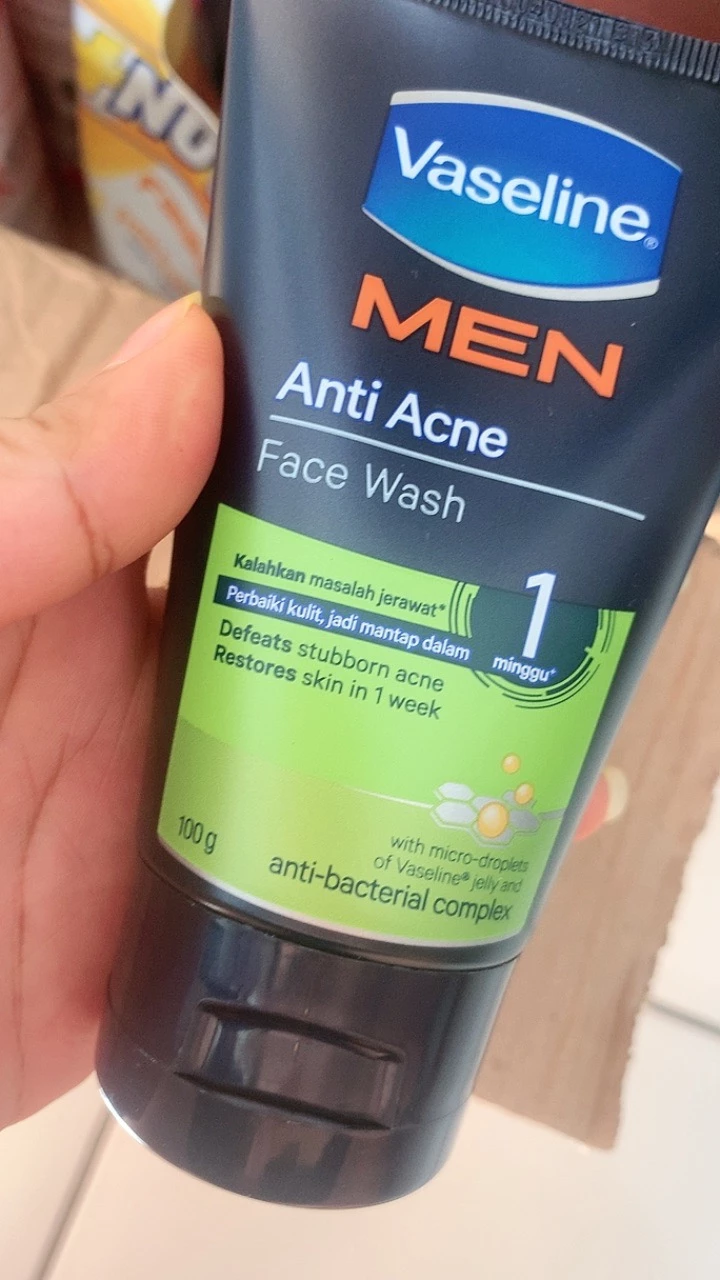 Vaseline®
MEN
Anti Acne
Face Wash
Kalahkan masalah jerawat*
Perbaiki kulit, jadi mantap dalam
1
minggu+
Defeats stubborn acne
Restores skin in 1 week
100 g
with micro-droplets
of Vaseline® jelly and
anti-bacterial complex